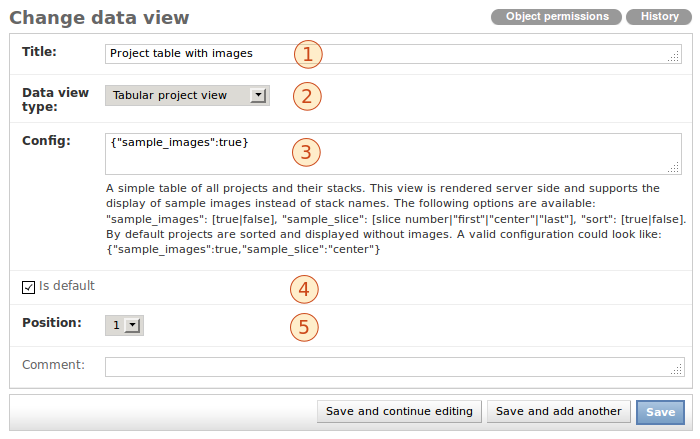 Change data view
Object permissions
History
Title:
Project table with images
1
Data view
type:
Tabular project view
2
Config:
{"sample_images":true}
3
A simple table of all projects and their stacks. This view is rendered server side and supports the
display of sample images instead of stack names. The following options are available:
"sample_images": [true|false], "sample_slice": [slice number|"first"|"center"|"last"], "sort": [true|false].
By default projects are sorted and displayed without images. A valid configuration could look like:
{"sample_images":true,"sample_slice":"center"}
Is default
4
Position:
1
5
Comment:
Save and continue editing
Save and add another
Save